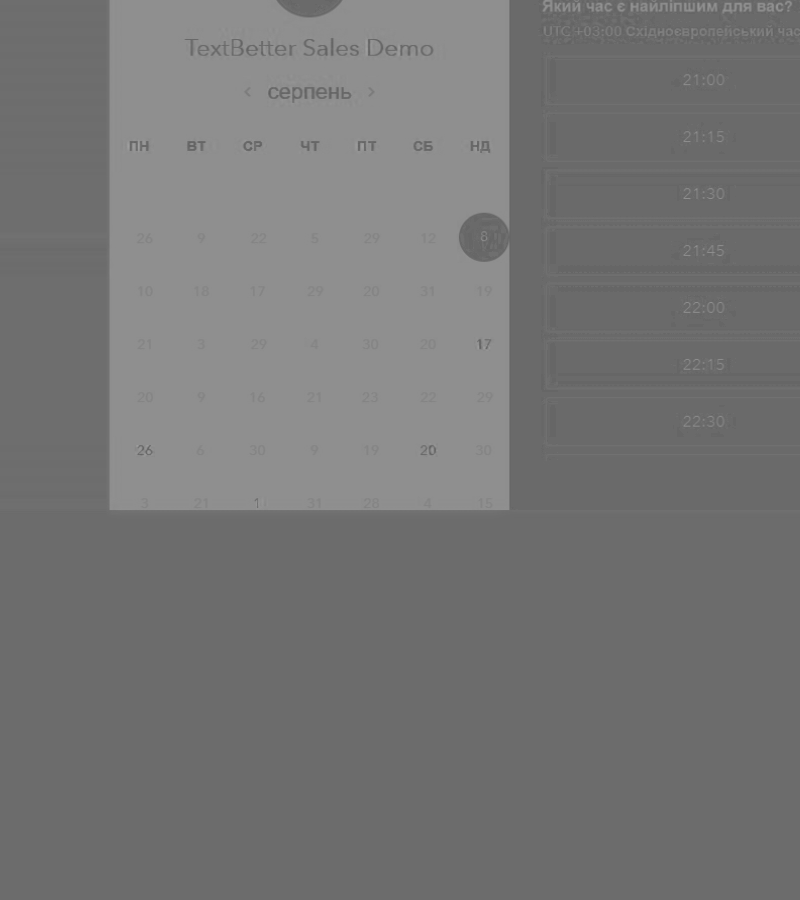 TextBetter Sales Demo
серпень
ПН ВТ СР ЧТ ПТ СБ НД
26 9 22 5 29 12 8
10 18 17 29 20 31 19
21 3 29 4 30 20 17
20 9 16 21 23 22 29
26 6 30 9 19 20 30
3 21 1 31 28 4 15
Який час є найліпшим для вас?
UTC +03:00 Східноєвропейський час
21:00
21:15
21:30
21:45
22:00
22:15
22:30